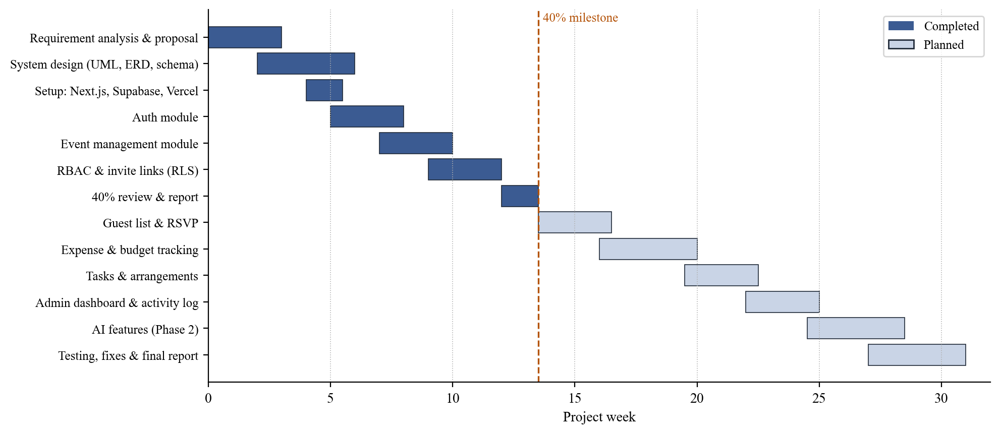 40% milestone
Completed
Planned
Requirement analysis & proposal
System design (UML, ERD, schema)
Setup: Next.js, Supabase, Vercel
Auth module
Event management module
RBAC & invite links (RLS)
40% review & report
Guest list & RSVP
Expense & budget tracking
Tasks & arrangements
Admin dashboard & activity log
AI features (Phase 2)
Testing, fixes & final report
0 5 10 15 20 25 30
Project week